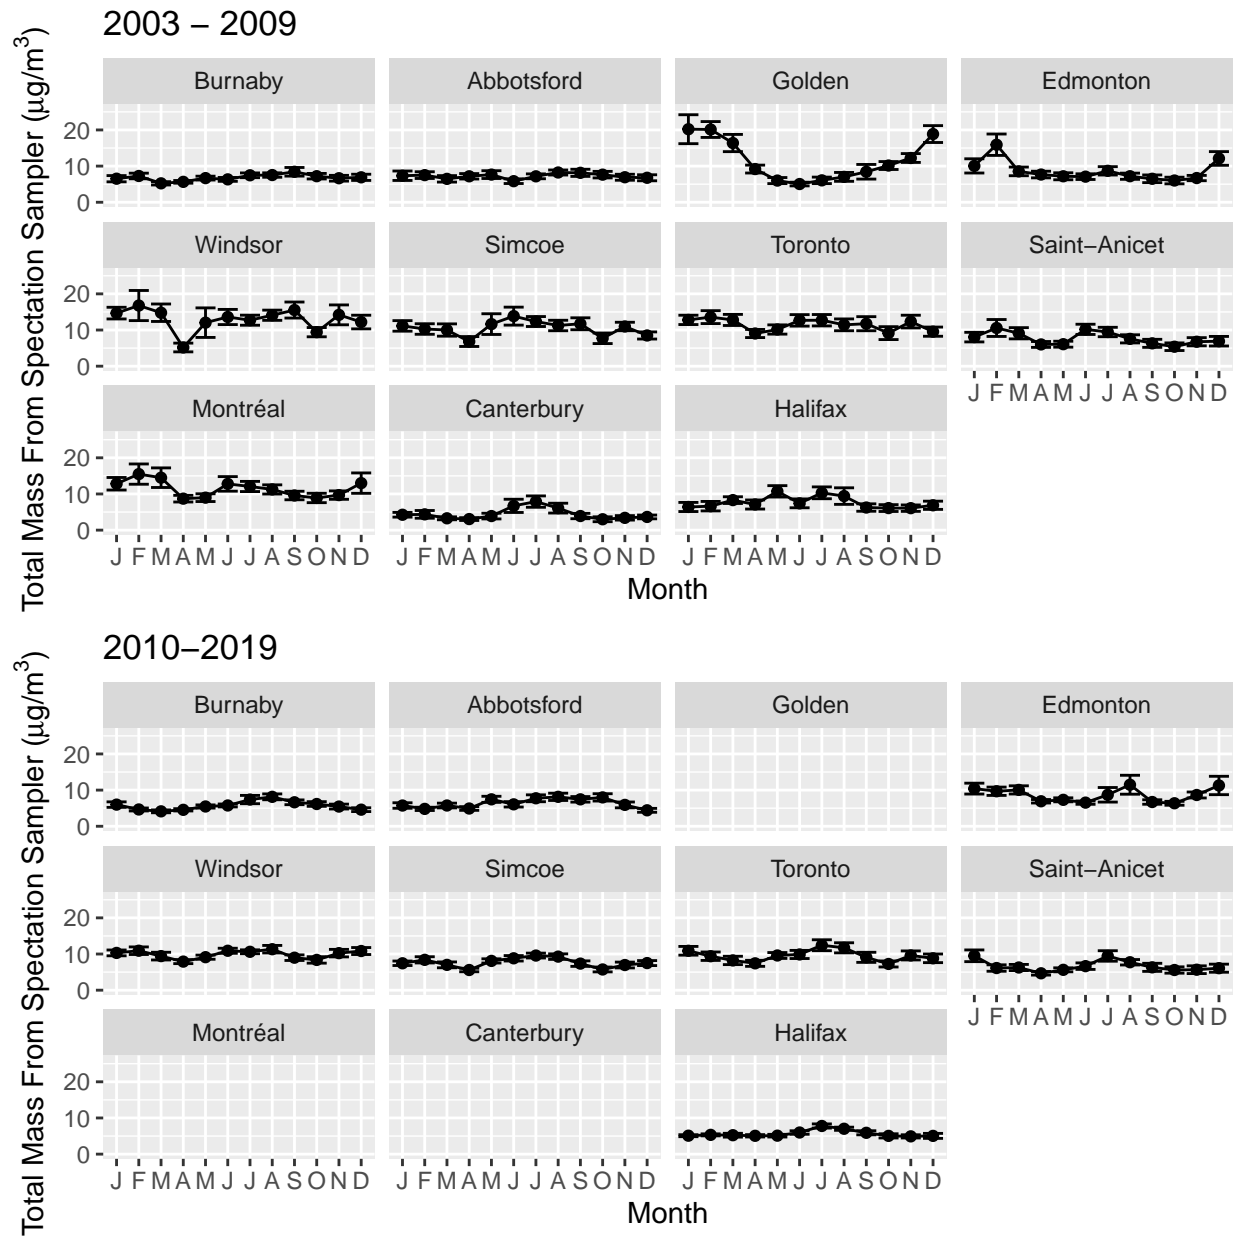 2003 – 2009
Total Mass From Spectation Sampler (µg/m³)
Burnaby Abbotsford Golden Edmonton
20
10
0
Windsor Simcoe Toronto Saint−Anicet
20
10
0
J F M A M J J A S O N D
Montréal Canterbury Halifax
20
10
0
J F M A M J J A S O N D J F M A M J J A S O N D J F M A M J J A S O N D
Month
2010−2019
Total Mass From Spectation Sampler (µg/m³)
Burnaby Abbotsford Golden Edmonton
20
10
0
Windsor Simcoe Toronto Saint−Anicet
20
10
0
J F M A M J J A S O N D
Montréal Canterbury Halifax
20
10
0
J F M A M J J A S O N D J F M A M J J A S O N D J F M A M J J A S O N D
Month